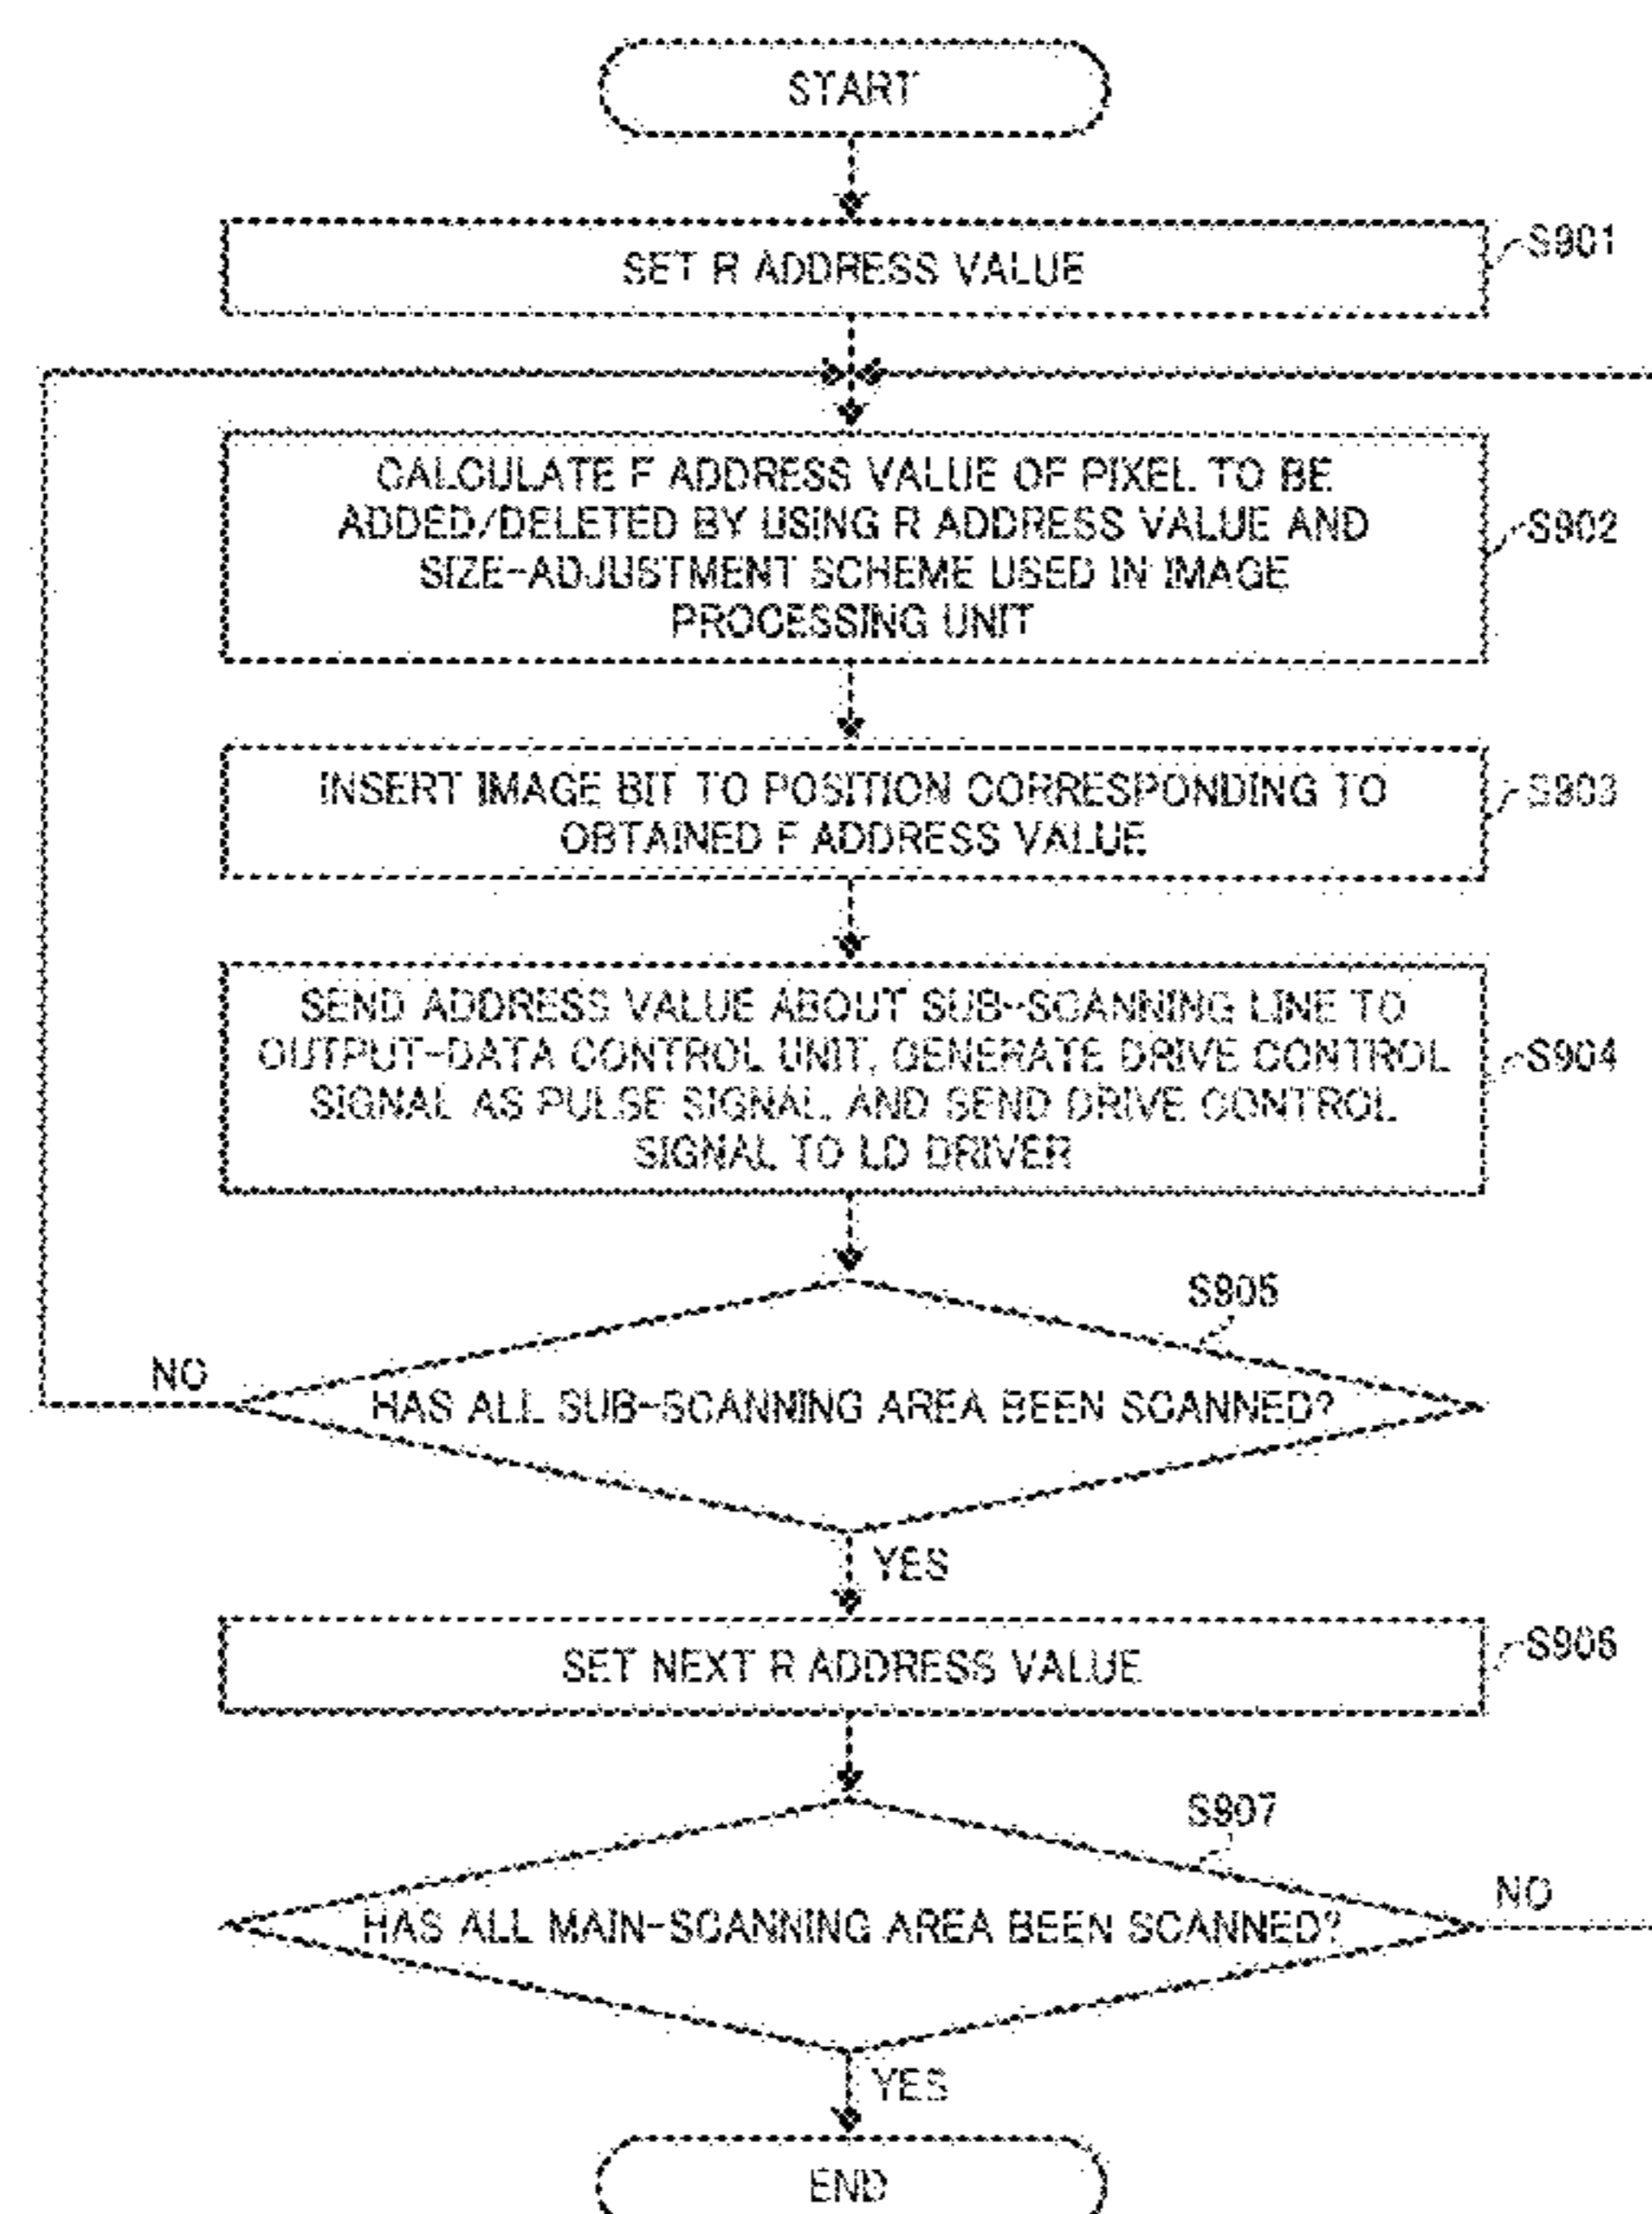 START
SET R ADDRESS VALUE
S901
CALCULATE F ADDRESS VALUE OF PIXEL TO BE
ADDED/DELETED BY USING R ADDRESS VALUE AND
SIZE-ADJUSTMENT SCHEME USED IN IMAGE
PROCESSING UNIT
S902
INSERT IMAGE BIT TO POSITION CORRESPONDING TO
OBTAINED F ADDRESS VALUE
S903
SEND ADDRESS VALUE ABOUT SUB-SCANNING LINE TO
OUTPUT-DATA CONTROL UNIT, GENERATE DRIVE CONTROL
SIGNAL AS PULSE SIGNAL, AND SEND DRIVE CONTROL
SIGNAL TO LD DRIVER
S904
S905
NO
HAS ALL SUB-SCANNING AREA BEEN SCANNED?
YES
SET NEXT R ADDRESS VALUE
S906
S907
HAS ALL MAIN-SCANNING AREA BEEN SCANNED?
NO
YES
END